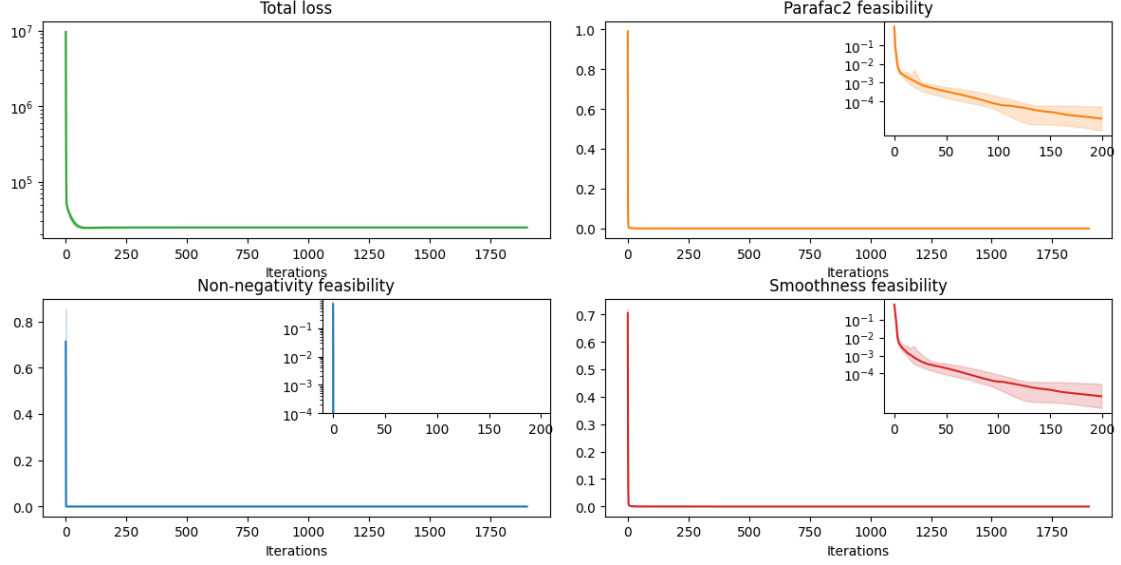 Total loss
10^7
10^6
10^5
0 250 500 750 1000 1250 1500 1750
Iterations
Parafac2 feasibility
1.0
0.8
0.6
0.4
0.2
0.0
10^-1
10^-2
10^-3
10^-4
0 50 100 150 200
0 250 500 750 1000 1250 1500 1750
Iterations
Non-negativity feasibility
0.8
0.6
0.4
0.2
0.0
10^-1
10^-2
10^-3
10^-4
0 50 100 150 200
0 250 500 750 1000 1250 1500 1750
Iterations
Smoothness feasibility
0.7
0.6
0.5
0.4
0.3
0.2
0.1
0.0
10^-1
10^-2
10^-3
10^-4
0 50 100 150 200
0 250 500 750 1000 1250 1500 1750
Iterations